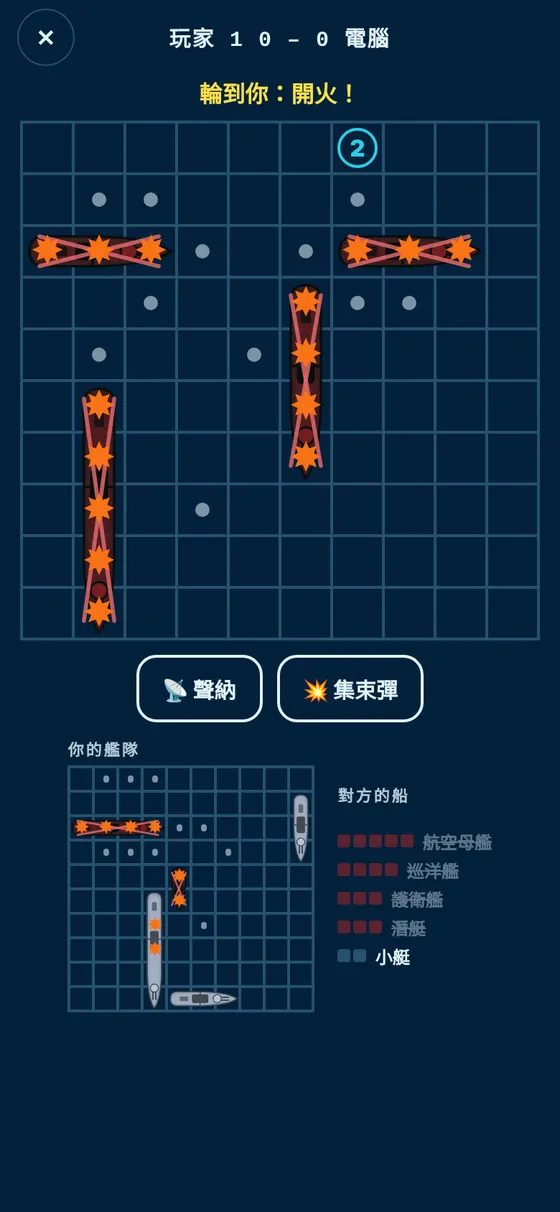 ✕
玩家 1 0 – 0 電腦
輪到你：開火！
2
📡 聲納
💥 集束彈
你的艦隊
對方的船
航空母艦
巡洋艦
護衛艦
潛艇
小艇